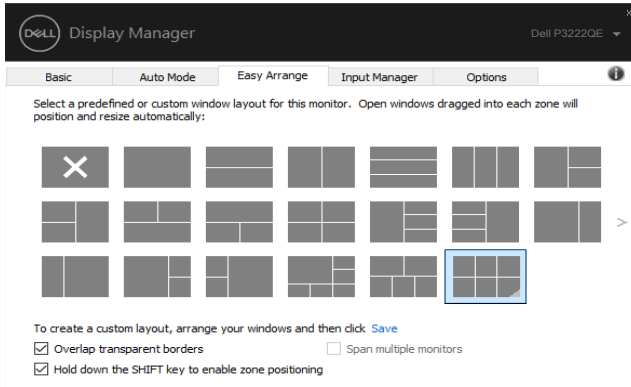 DELL Display Manager
Dell P3222QE
Basic Auto Mode Easy Arrange Input Manager Options
Select a predefined or custom window layout for this monitor. Open windows dragged into each zone will
position and resize automatically:
To create a custom layout, arrange your windows and then click Save
Overlap transparent borders
Span multiple monitors
Hold down the SHIFT key to enable zone positioning